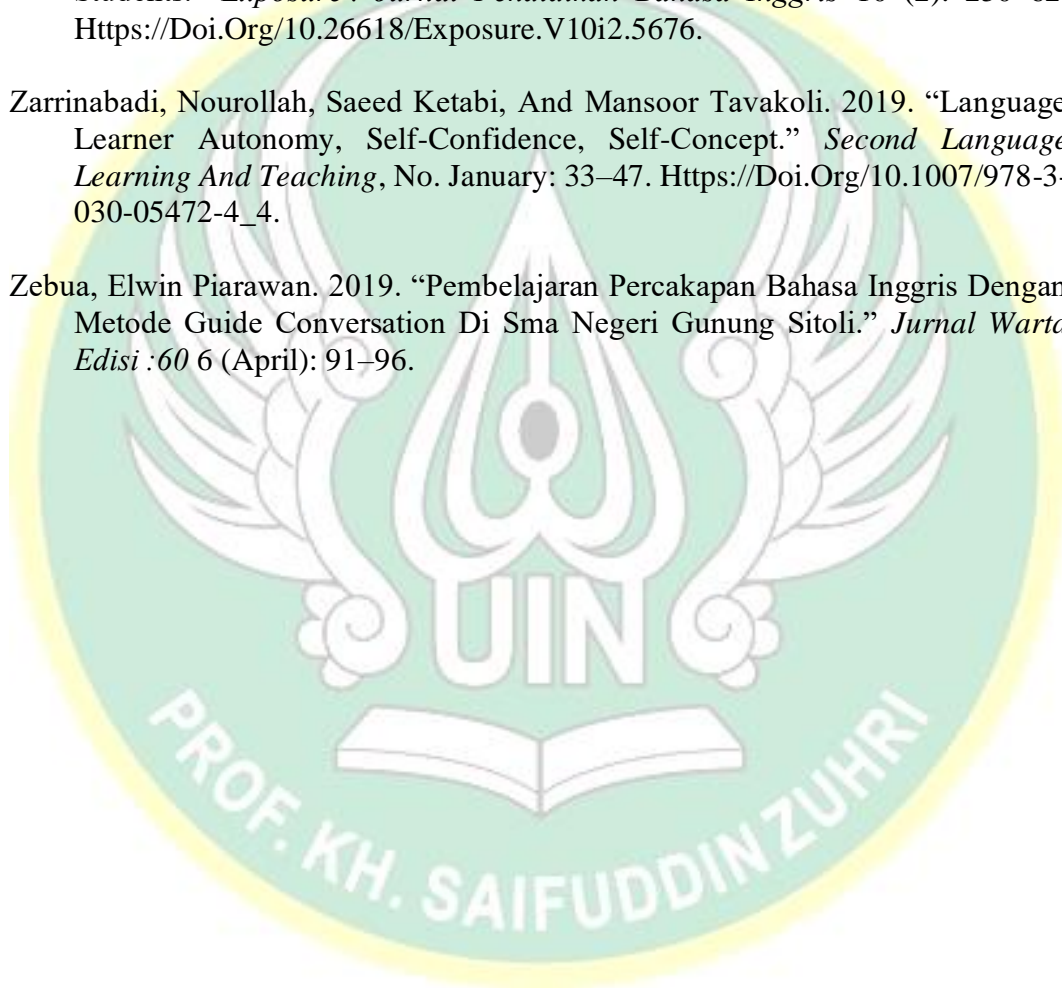 Https://Doi.Org/10.26618/Exposure.V10i2.5676.
Zarrinabadi, Nourollah, Saeed Ketabi, And Mansoor Tavakoli. 2019. “Language
Learner Autonomy, Self-Confidence, Self-Concept.” Second Language
Learning And Teaching, No. January: 33–47. Https://Doi.Org/10.1007/978-3-
030-05472-4_4.
Zebua, Elwin Piarawan. 2019. “Pembelajaran Percakapan Bahasa Inggris Dengan
Metode Guide Conversation Di Sma Negeri Gunung Sitoli.” Jurnal Warta
Edisi :60 6 (April): 91–96.
UIN
PROF. KH. SAIFUDDIN ZUHRI